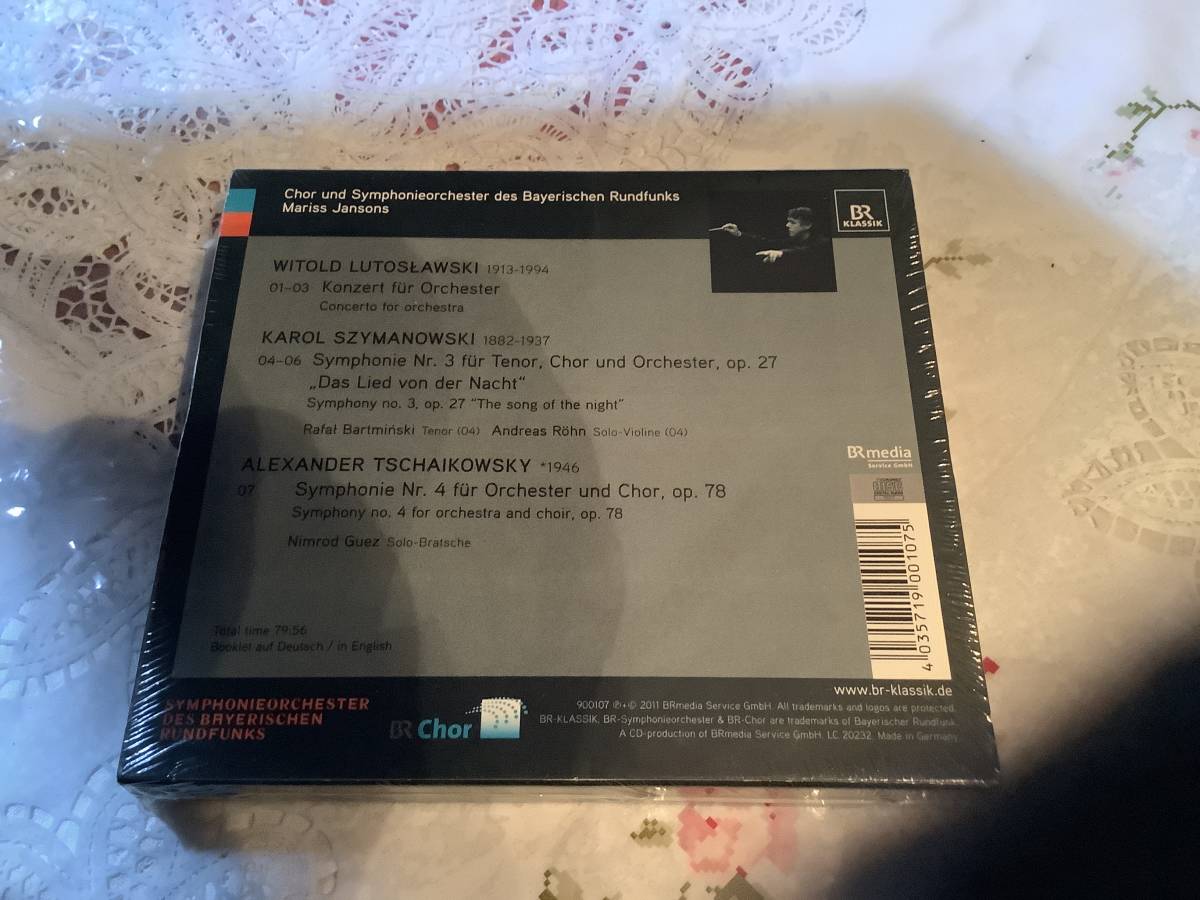 Chor und Symphonieorchester des Bayerischen Rundfunks
Mariss Jansons
BR
KLASSIK
WITOLD LUTOSŁAWSKI 1913-1994
01-03 Konzert für Orchester
Concerto for orchestra
KAROL SZYMANOWSKI 1882-1937
04-06 Symphonie Nr. 3 für Tenor, Chor und Orchester, op. 27
„Das Lied von der Nacht“
Symphony no. 3, op. 27 “The song of the night”
Rafał Bartmiński Tenor (04) Andreas Röhn Solo-Violine (04)
ALEXANDER TSCHAIKOWSKY *1946
07 Symphonie Nr. 4 für Orchester und Chor, op. 78
Symphony no. 4 for orchestra and choir, op. 78
Nimrod Guez Solo-Bratsche
BRmedia
Service GmbH
4 035719 001075
Total time 79:56
Booklet auf Deutsch / in English
www.br-klassik.de
SYMPHONIEORCHESTER
DES BAYERISCHEN
RUNDFUNKS
BR Chor
900107 ℗+© 2011 BRmedia Service GmbH. All trademarks and logos are protected.
BR-KLASSIK, BR-Symphonieorchester & BR-Chor are trademarks of Bayerischer Rundfunk.
A CD-production of BRmedia Service GmbH. LC 20232. Made in Germany